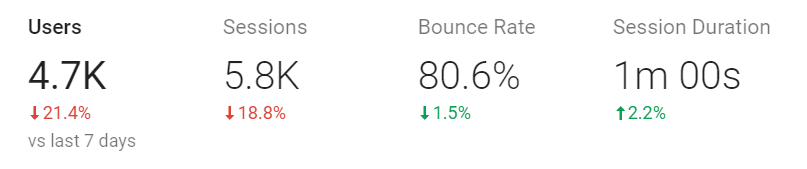 Users Sessions Bounce Rate Session Duration
4.7K 5.8K 80.6% 1m 00s
↓21.4% ↓18.8% ↓1.5% ↑2.2%
vs last 7 days